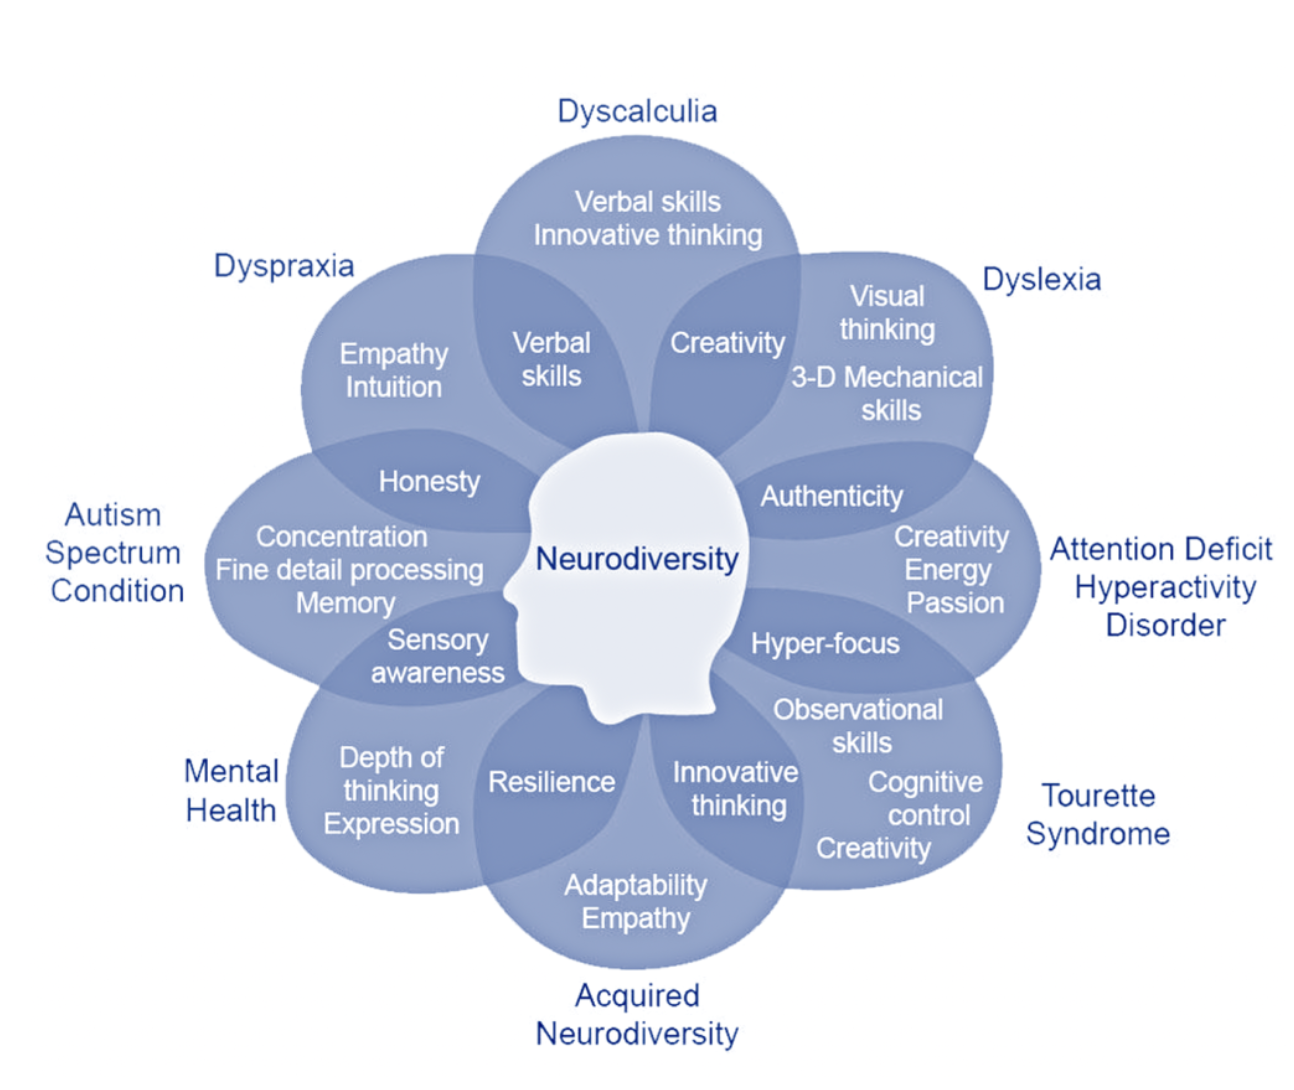 Dyscalculia
Verbal skills
Innovative thinking
Dyspraxia
Dyslexia
Empathy
Intuition
Verbal
skills
Creativity
Visual
thinking
3-D Mechanical
skills
Honesty
Authenticity
Autism
Spectrum
Condition
Concentration
Fine detail processing
Memory
Neurodiversity
Creativity
Energy
Passion
Attention Deficit
Hyperactivity
Disorder
Sensory
awareness
Hyper-focus
Mental
Health
Depth of
thinking
Expression
Resilience
Innovative
thinking
Observational
skills
Cognitive
control
Creativity
Tourette
Syndrome
Adaptability
Empathy
Acquired
Neurodiversity